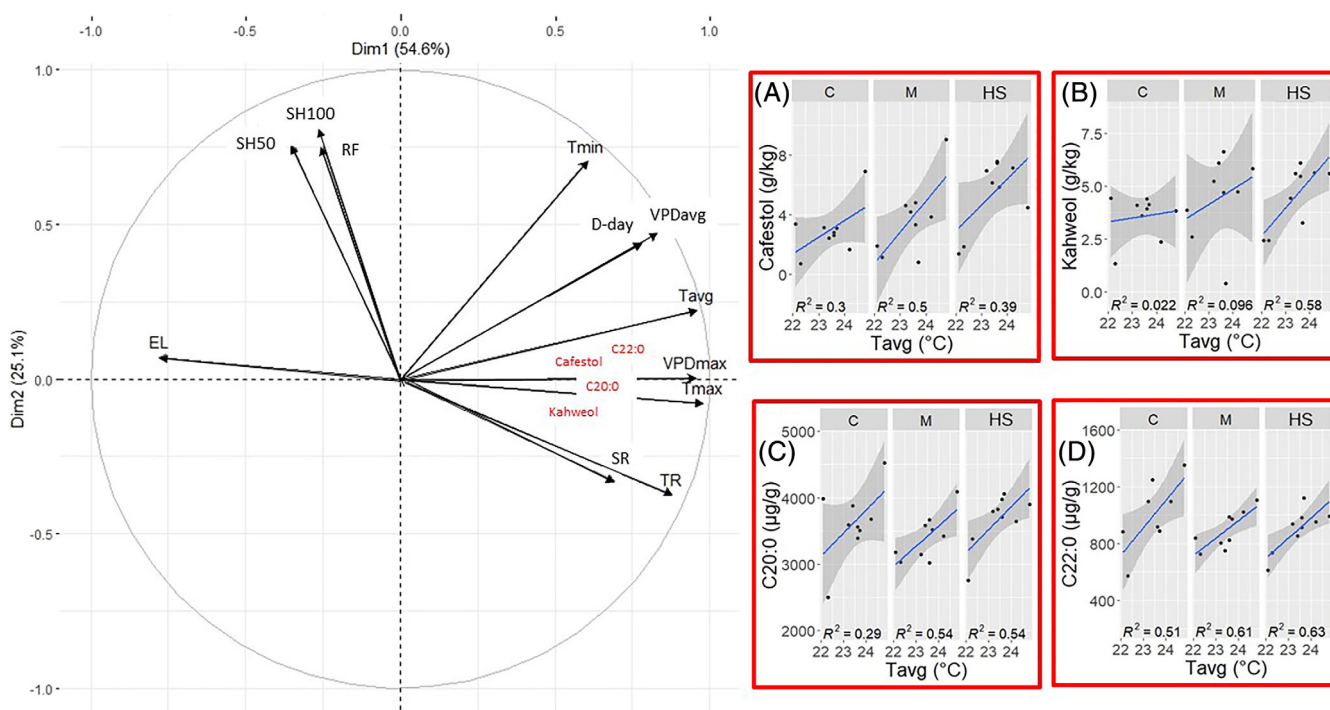 -1.0 -0.5 0.0 0.5 1.0
Dim1 (54.6%)
1.0
0.5
0.0
-0.5
-1.0
Dim2 (25.1%)
SH100
SH50
RF
Tmin
D-day
VPDavg
Tavg
EL
C22:0
Cafestol
VPDmax
C20:0
Tmax
Kahweol
SR
TR
(A)
C M HS
Cafestol (g/kg)
8
4
0
R² = 0.3 R² = 0.5 R² = 0.39
22 23 24 22 23 24 22 23 24
Tavg (°C)
(B)
C M HS
Kahweol (g/kg)
7.5
5.0
2.5
0.0
R² = 0.022 R² = 0.096 R² = 0.58
22 23 24 22 23 24 22 23 24
Tavg (°C)
(C)
C M HS
C20:0 (µg/g)
5000
4000
3000
2000
R² = 0.29 R² = 0.54 R² = 0.54
22 23 24 22 23 24 22 23 24
Tavg (°C)
(D)
C M HS
C22:0 (µg/g)
1600
1200
800
400
R² = 0.51 R² = 0.61 R² = 0.63
22 23 24 22 23 24 22 23 24
Tavg (°C)